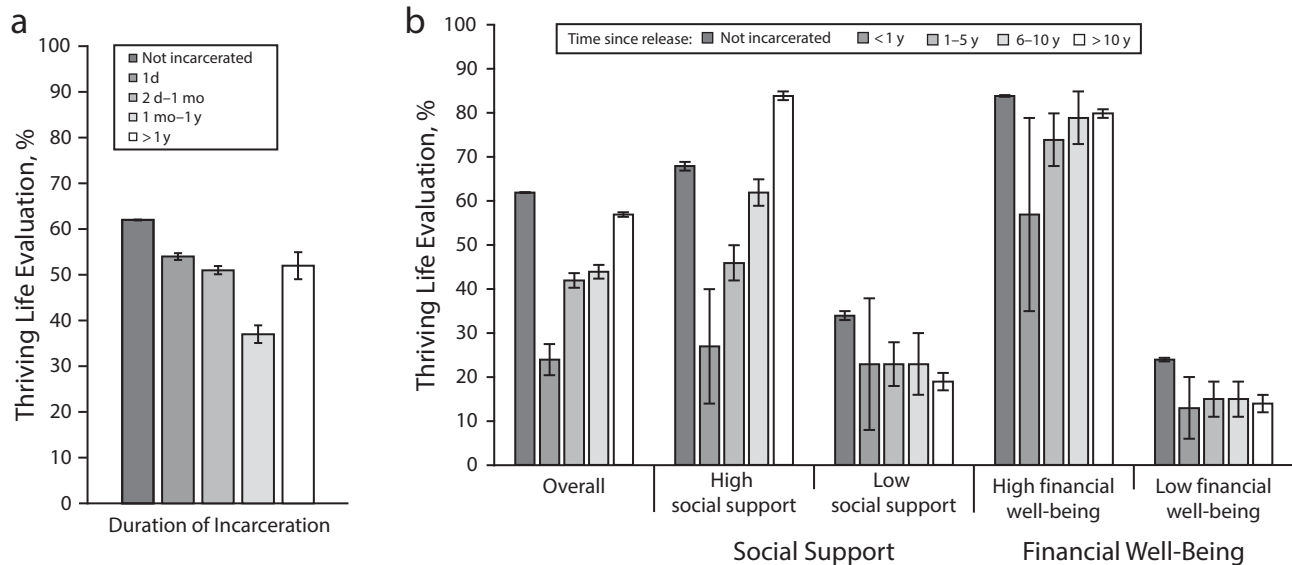 a
Thriving Life Evaluation, %
100
90
80
70
60
50
40
30
20
10
0
Not incarcerated
1d
2 d–1 mo
1 mo–1 y
>1 y
Duration of Incarceration
b
Thriving Life Evaluation, %
100
90
80
70
60
50
40
30
20
10
0
Time since release: Not incarcerated <1 y 1–5 y 6–10 y >10 y
Overall
High
social support
Low
social support
High financial
well-being
Low financial
well-being
Social Support
Financial Well-Being